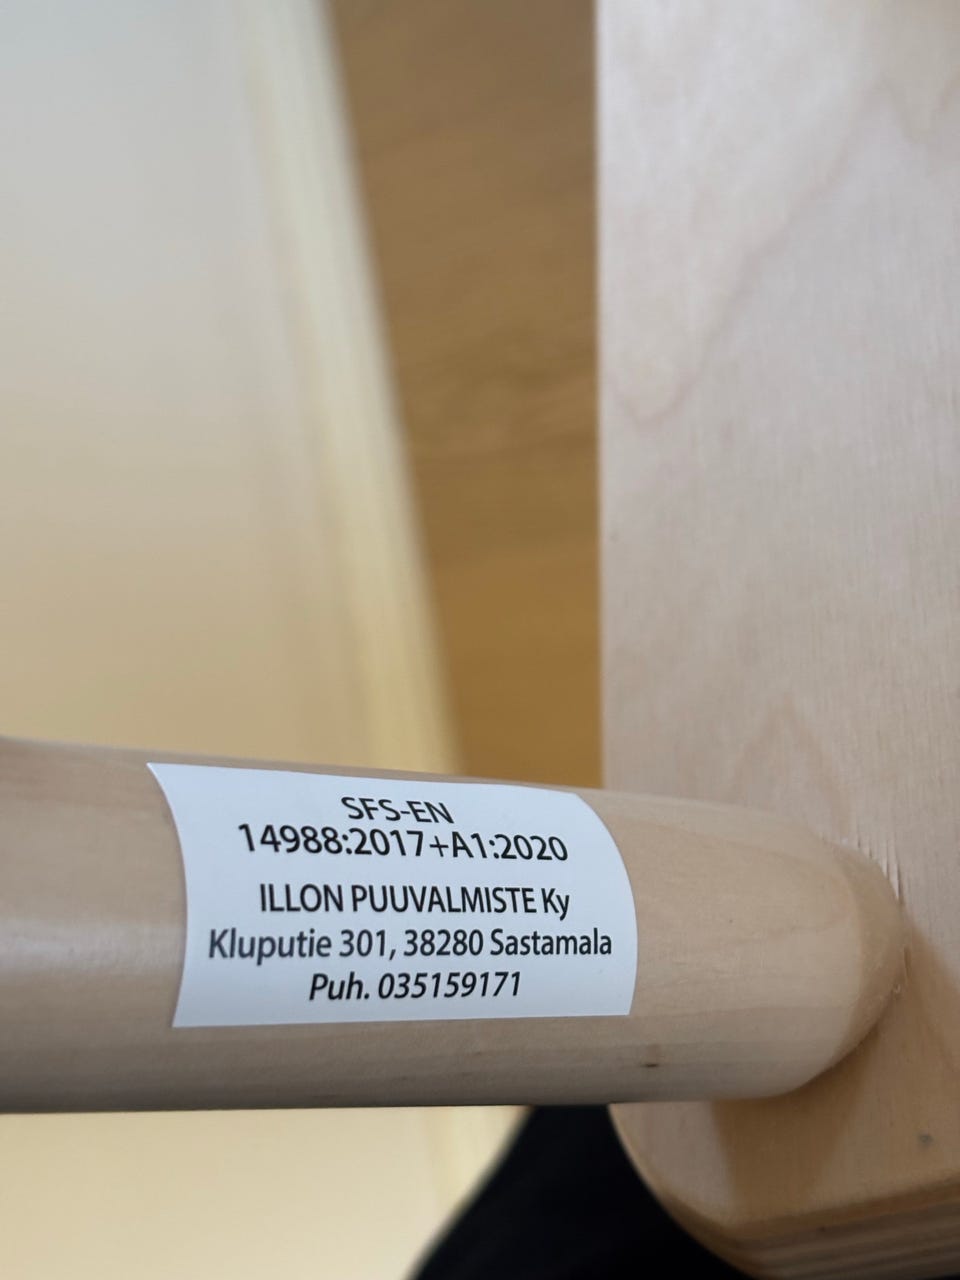 SFS-EN
14988:2017+A1:2020
ILLON PUUVALMISTE Ky
Kluputie 301, 38280 Sastamala
Puh. 035159171